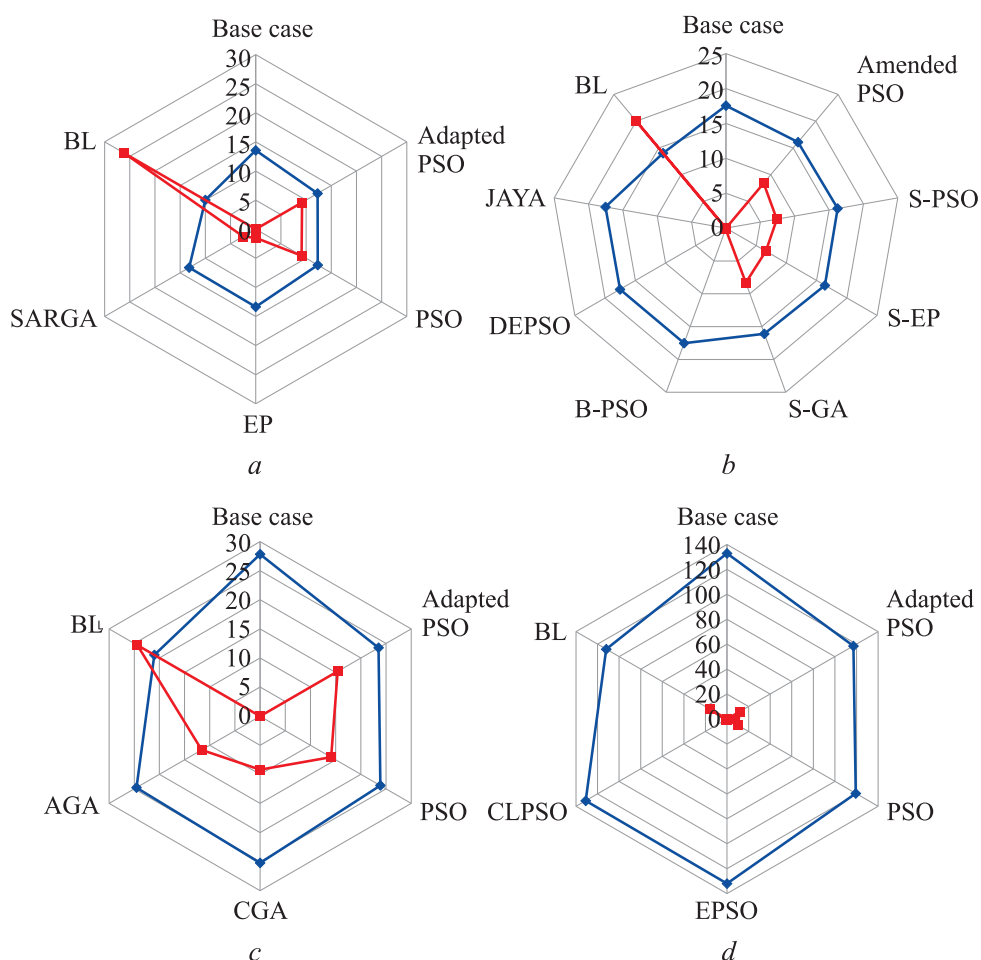 Base case
30
25
20
15
10
5
0
Adapted
PSO
PSO
EP
SARGA
BL
a
Base case
25
20
15
10
5
0
Amended
PSO
S-PSO
S-EP
S-GA
B-PSO
DEPSO
JAYA
BL
b
Base case
30
25
20
15
10
5
0
Adapted
PSO
PSO
CGA
AGA
BL
c
Base case
140
120
100
80
60
40
20
0
Adapted
PSO
PSO
EPSO
CLPSO
BL
d